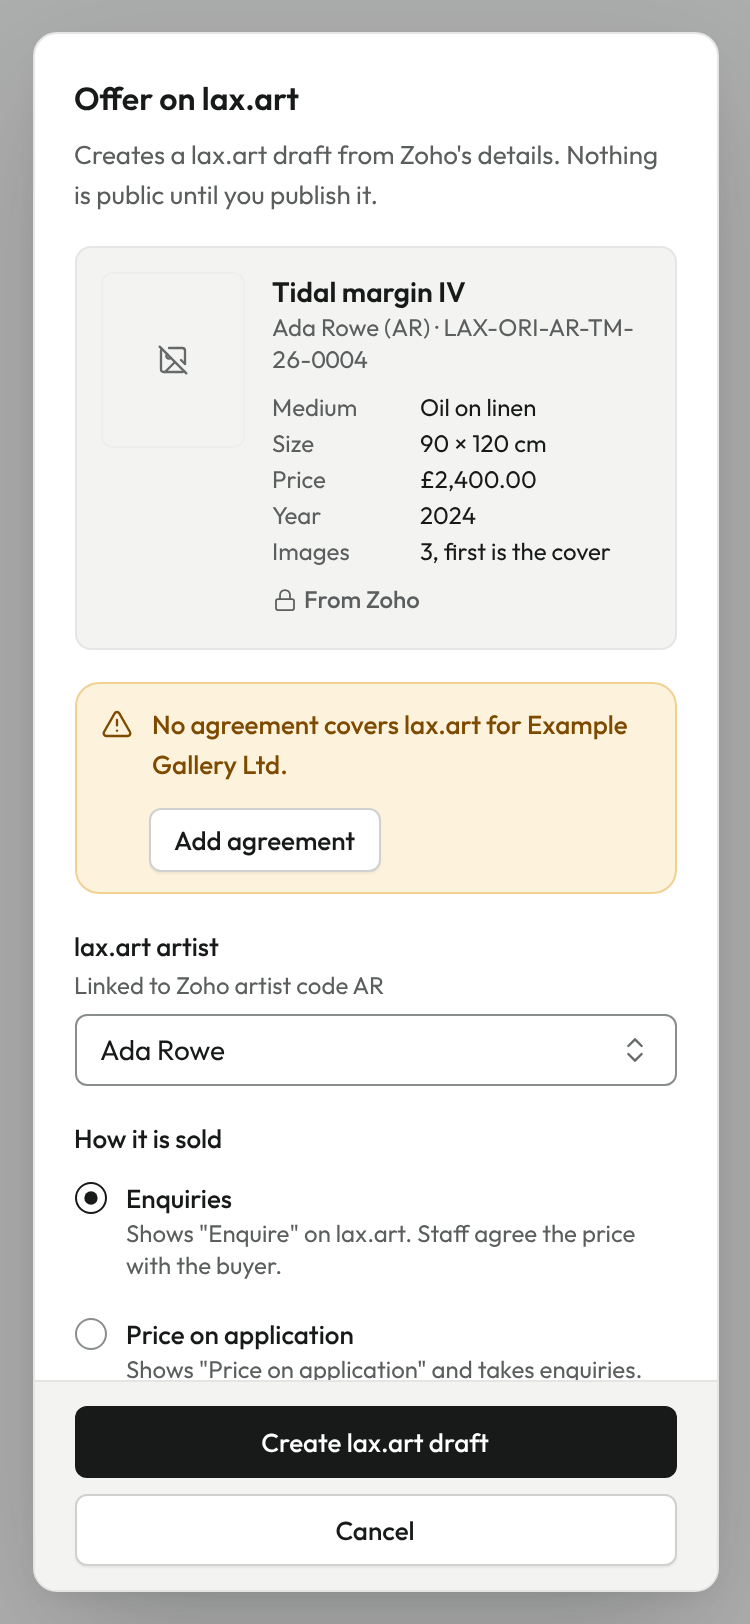 Offer on lax.art
Creates a lax.art draft from Zoho's details. Nothing
is public until you publish it.
Tidal margin IV
Ada Rowe (AR) · LAX-ORI-AR-TM-
26-0004
Medium Oil on linen
Size 90 × 120 cm
Price £2,400.00
Year 2024
Images 3, first is the cover
From Zoho
No agreement covers lax.art for Example
Gallery Ltd.
Add agreement
lax.art artist
Linked to Zoho artist code AR
Ada Rowe
How it is sold
Enquiries
Shows "Enquire" on lax.art. Staff agree the price
with the buyer.
Price on application
Shows "Price on application" and takes enquiries.
Create lax.art draft
Cancel